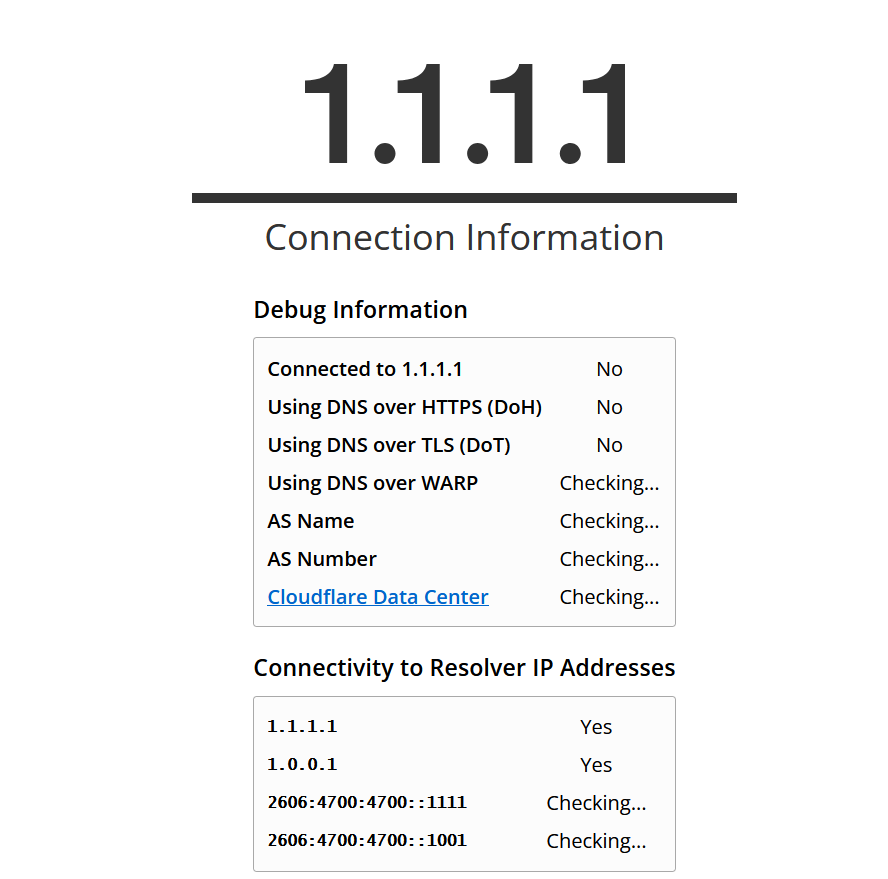 1.1.1.1
Connection Information
Debug Information
Connected to 1.1.1.1 No
Using DNS over HTTPS (DoH) No
Using DNS over TLS (DoT) No
Using DNS over WARP Checking...
AS Name Checking...
AS Number Checking...
Cloudflare Data Center Checking...
Connectivity to Resolver IP Addresses
1.1.1.1 Yes
1.0.0.1 Yes
2606:4700:4700::1111 Checking...
2606:4700:4700::1001 Checking...